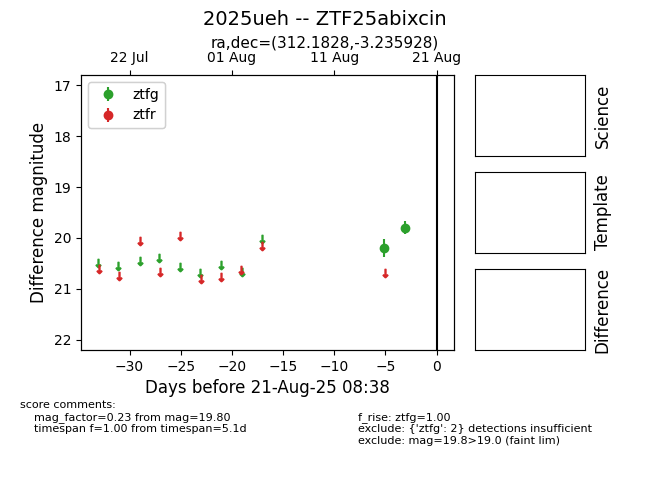 2025ueh -- ZTF25abixcin
ra,dec=(312.1828,-3.235928)
22 Jul 01 Aug 11 Aug 21 Aug
ztfg
ztfr
17
18
19
20
21
22
Difference magnitude
−30 −25 −20 −15 −10 −5 0
Days before 21-Aug-25 08:38
Science
Template
Difference
score comments:
mag_factor=0.23 from mag=19.80
timespan f=1.00 from timespan=5.1d
f_rise: ztfg=1.00
exclude: {'ztfg': 2} detections insufficient
exclude: mag=19.8>19.0 (faint lim)